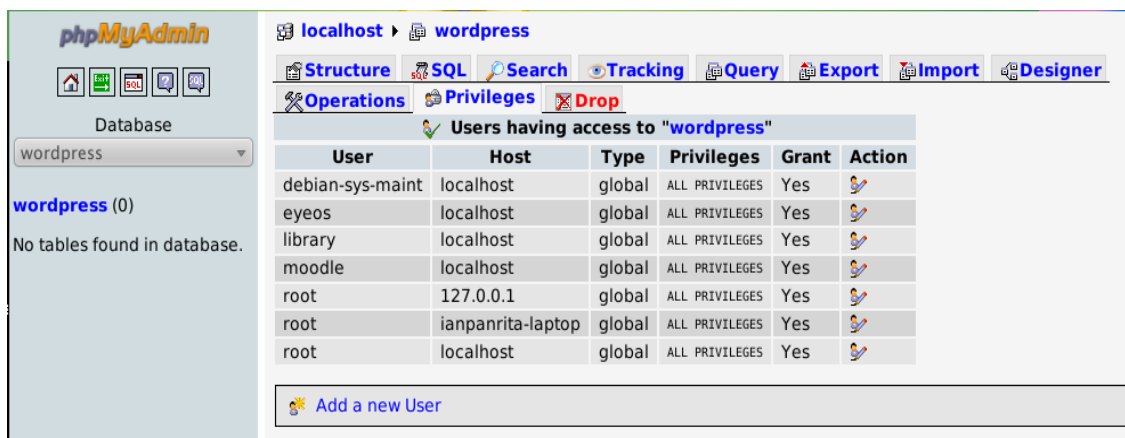 phpMyAdmin
Database
wordpress
wordpress (0)
No tables found in database.
localhost wordpress
Structure SQL Search Tracking Query Export Import Designer
Operations Privileges Drop
Users having access to "wordpress"
User Host Type Privileges Grant Action
debian-sys-maint localhost global ALL PRIVILEGES Yes
eyeos localhost global ALL PRIVILEGES Yes
library localhost global ALL PRIVILEGES Yes
moodle localhost global ALL PRIVILEGES Yes
root 127.0.0.1 global ALL PRIVILEGES Yes
root ianpanrita-laptop global ALL PRIVILEGES Yes
root localhost global ALL PRIVILEGES Yes
Add a new User